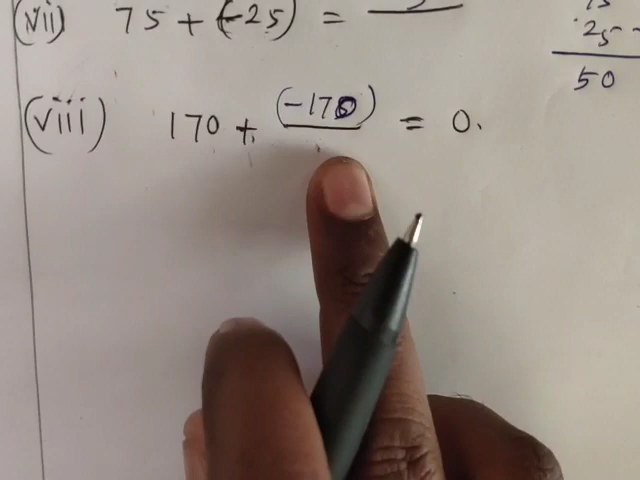 (vii) 75 + (-25) =
25
50
(viii) 170 + (-170) = 0.